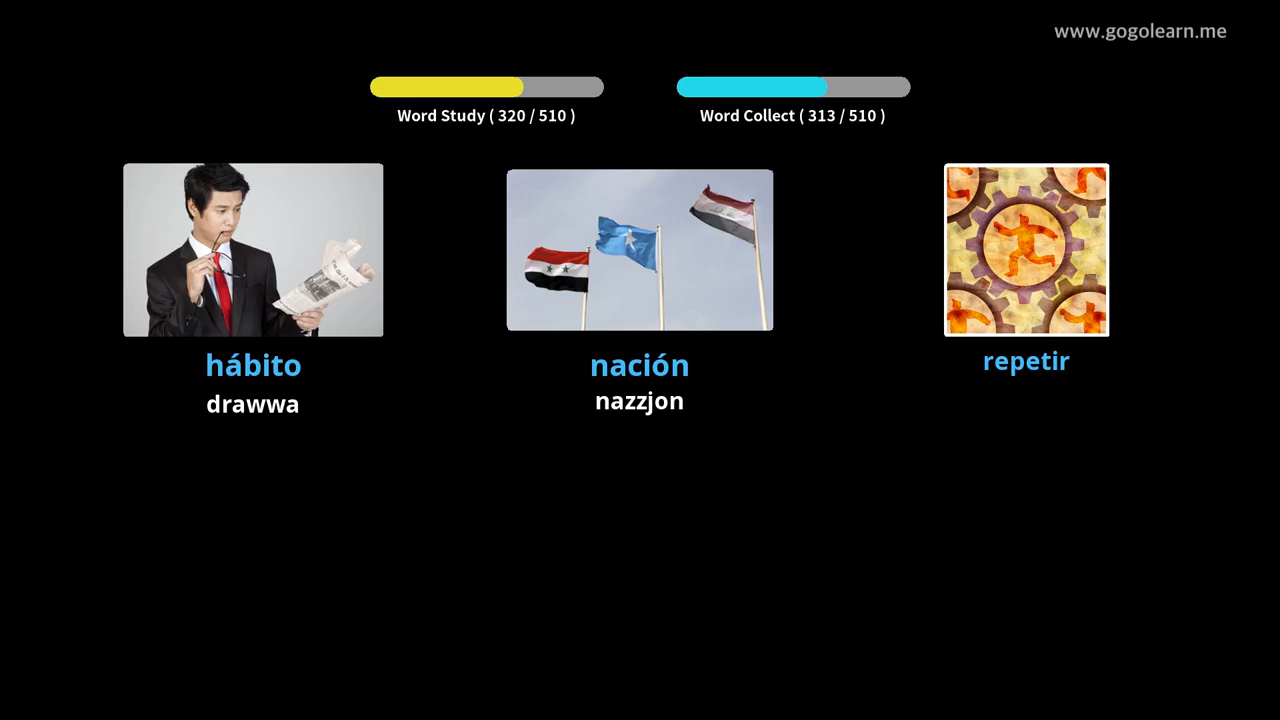 www.gogolearn.me
Word Study ( 320 / 510 )
Word Collect ( 313 / 510 )
hábito
drawwa
nación
nazzjon
repetir